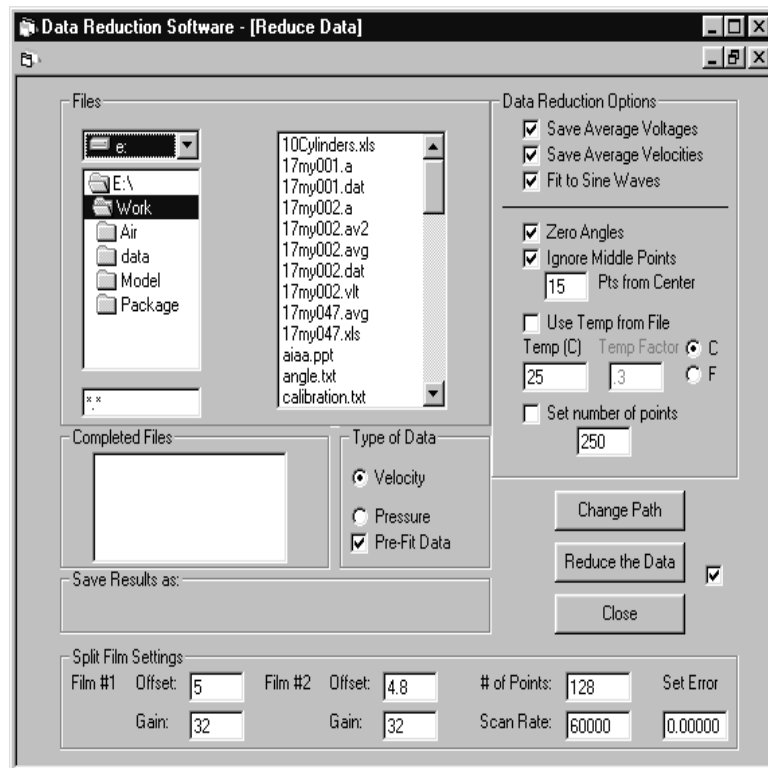 Data Reduction Software - [Reduce Data]
Files
e:
E:\
Work
Air
data
Model
Package
*.*
10Cylinders.xls
17my001.a
17my001.dat
17my002.a
17my002.av2
17my002.avg
17my002.dat
17my002.vlt
17my047.avg
17my047.xls
aiaa.ppt
angle.txt
calibration.txt
Data Reduction Options
Save Average Voltages
Save Average Velocities
Fit to Sine Waves
Zero Angles
Ignore Middle Points
15 Pts from Center
Use Temp from File
Temp (C) Temp Factor C
25 .3 F
Set number of points
250
Completed Files
Type of Data
Velocity
Pressure
Pre-Fit Data
Change Path
Reduce the Data
Close
Save Results as:
Split Film Settings
Film #1 Offset: 5 Film #2 Offset: 4.8 # of Points: 128 Set Error
Gain: 32 Gain: 32 Scan Rate: 60000 0.00000